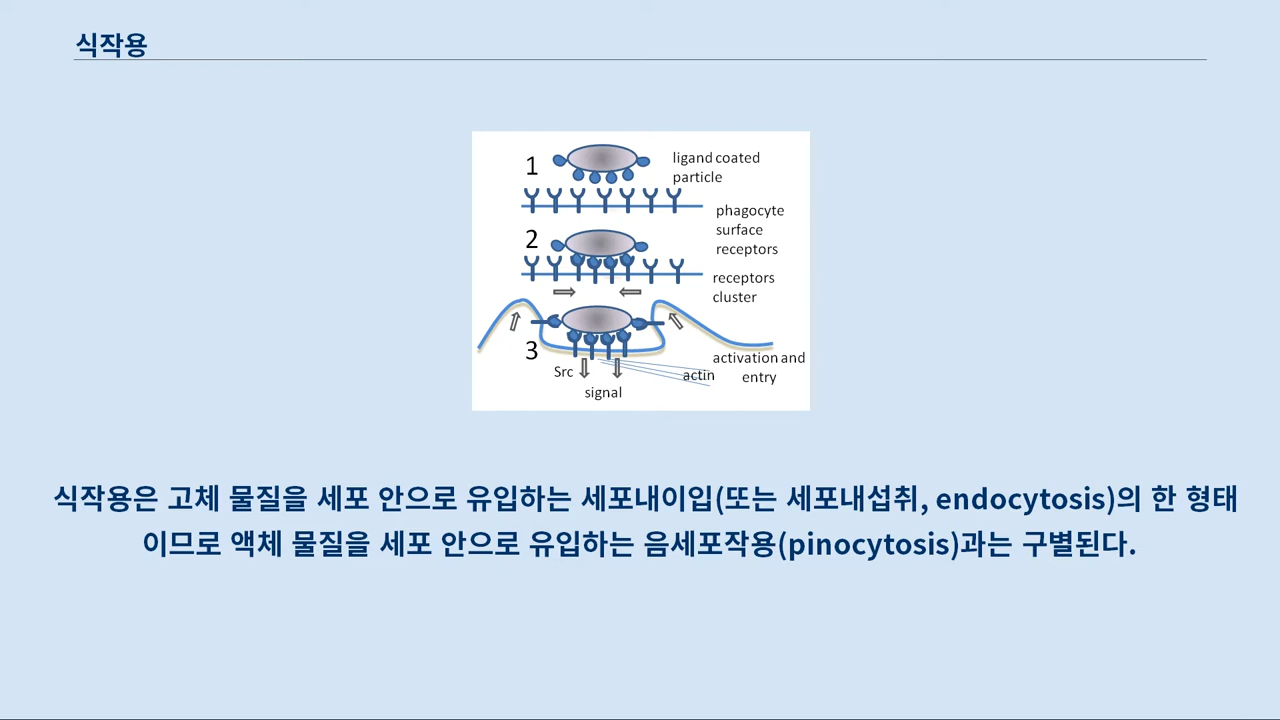 식작용
1
ligand coated
particle
phagocyte
surface
receptors
2
receptors
cluster
3
activation and
entry
Src
actin
signal
식작용은 고체 물질을 세포 안으로 유입하는 세포내이입(또는 세포내섭취, endocytosis)의 한 형태
이므로 액체 물질을 세포 안으로 유입하는 음세포작용(pinocytosis)과는 구별된다.